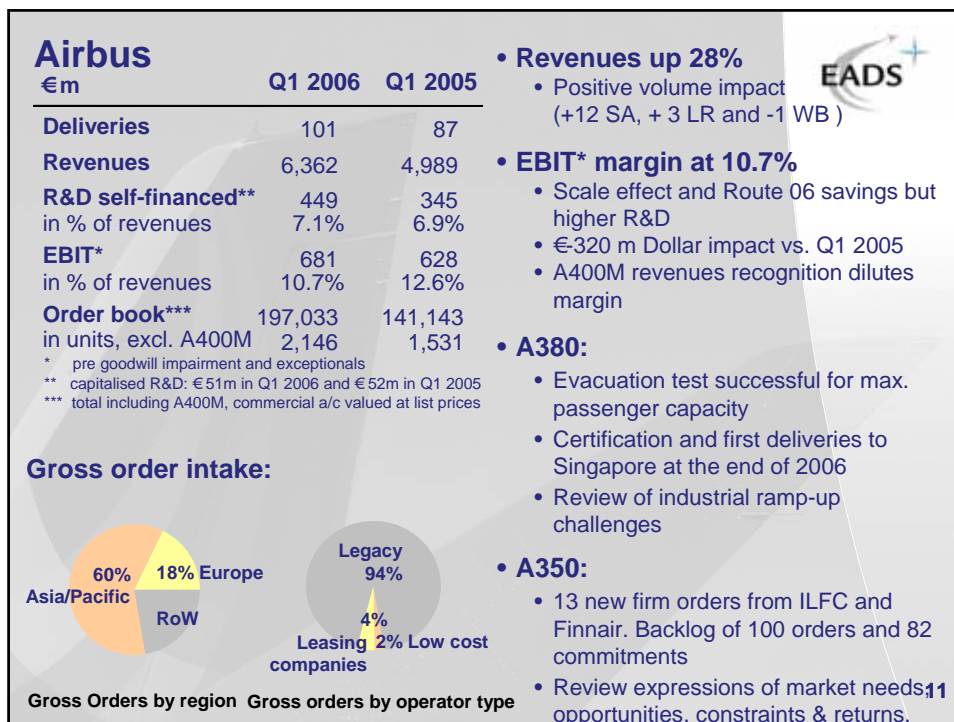 Airbus
€m Q1 2006 Q1 2005
Deliveries 101 87
Revenues 6,362 4,989
R&D self-financed** 449 345
in % of revenues 7.1% 6.9%
EBIT* 681 628
in % of revenues 10.7% 12.6%
Order book*** 197,033 141,143
in units, excl. A400M 2,146 1,531
* pre goodwill impairment and exceptionals
** capitalised R&D: €51m in Q1 2006 and €52m in Q1 2005
*** total including A400M, commercial a/c valued at list prices
Gross order intake:
60%
Asia/Pacific
18% Europe
RoW
Gross Orders by region
Legacy
94%
4%
Leasing
companies
2% Low cost
Gross orders by operator type
EADS
• Revenues up 28%
• Positive volume impact
(+12 SA, + 3 LR and -1 WB )
• EBIT* margin at 10.7%
• Scale effect and Route 06 savings but
higher R&D
• €-320 m Dollar impact vs. Q1 2005
• A400M revenues recognition dilutes
margin
• A380:
• Evacuation test successful for max.
passenger capacity
• Certification and first deliveries to
Singapore at the end of 2006
• Review of industrial ramp-up
challenges
• A350:
• 13 new firm orders from ILFC and
Finnair. Backlog of 100 orders and 82
commitments
• Review expressions of market needs,
opportunities, constraints & returns.
11